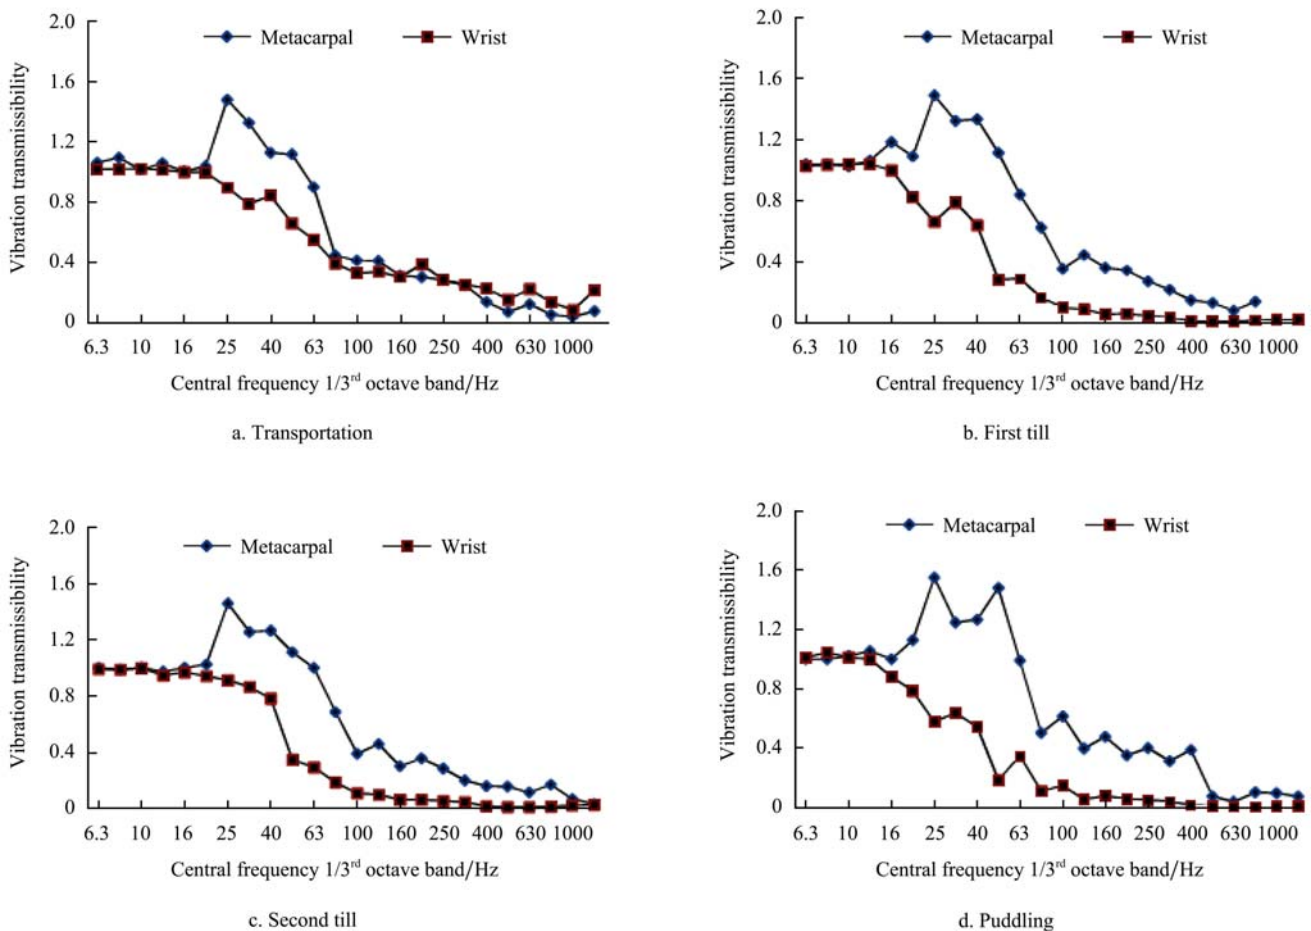 2.0
Metacarpal Wrist
1.6
1.2
0.8
0.4
0
Vibration transmissibility
6.3 10 16 25 40 63 100 160 250 400 630 1000
Central frequency 1/3rd octave band/Hz
a. Transportation
2.0
Metacarpal Wrist
1.6
1.2
0.8
0.4
0
Vibration transmissibility
6.3 10 16 25 40 63 100 160 250 400 630 1000
Central frequency 1/3rd octave band/Hz
b. First till
2.0
Metacarpal Wrist
1.6
1.2
0.8
0.4
0
Vibration transmissibility
6.3 10 16 25 40 63 100 160 250 400 630 1000
Central frequency 1/3rd octave band/Hz
c. Second till
2.0
Metacarpal Wrist
1.6
1.2
0.8
0.4
0
Vibration transmissibility
6.3 10 16 25 40 63 100 160 250 400 630 1000
Central frequency 1/3rd octave band/Hz
d. Puddling